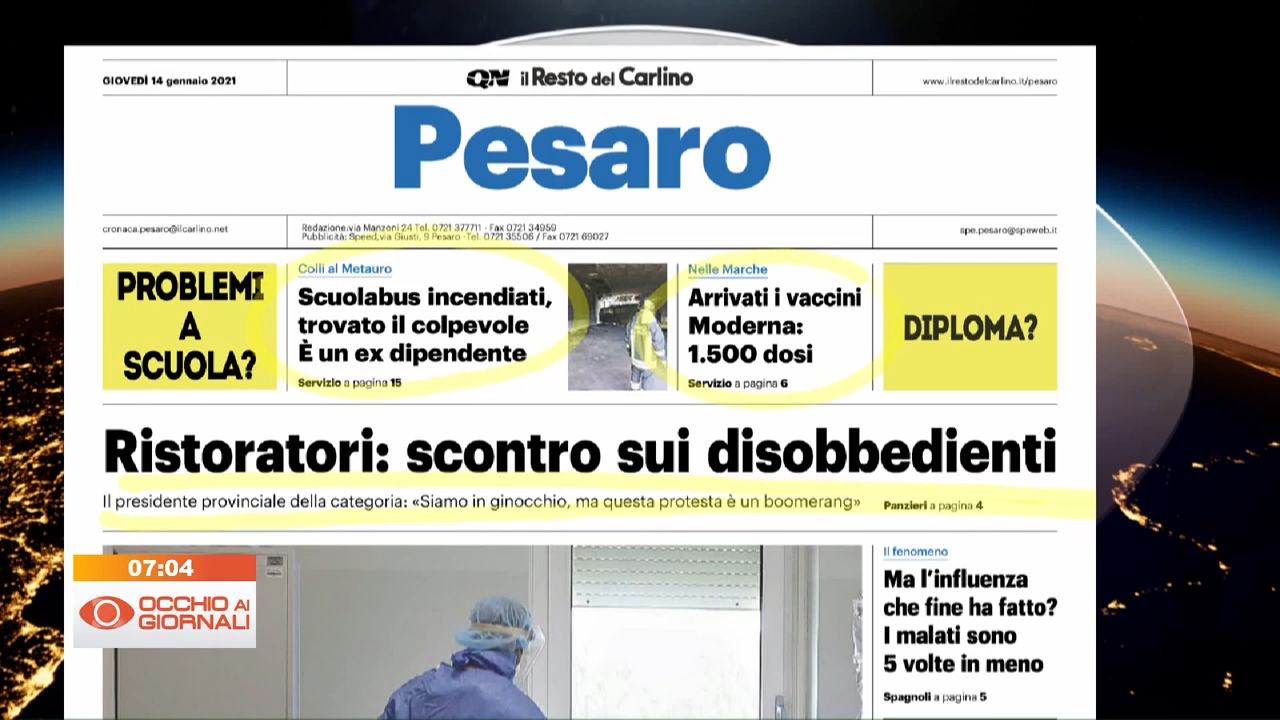 GIOVEDÌ 14 gennaio 2021
QN il Resto del Carlino
www.ilrestodelcarlino.it/pesaro
Pesaro
cronaca.pesaro@ilcarlino.net
Redazione: via Manzoni 24 Tel. 0721 377711 - Fax 0721 34959
Pubblicità: Speed, via Giusti, 9 Pesaro - Tel. 0721 35506 / Fax 0721 69027
spe.pesaro@speweb.it
PROBLEMI
A
SCUOLA?
Colli al Metauro
Scuolabus incendiati,
trovato il colpevole
È un ex dipendente
Servizio a pagina 15
Nelle Marche
Arrivati i vaccini
Moderna:
1.500 dosi
Servizio a pagina 6
DIPLOMA?
Ristoratori: scontro sui disobbedienti
Il presidente provinciale della categoria: «Siamo in ginocchio, ma questa protesta è un boomerang»
Panzieri a pagina 4
Il fenomeno
Ma l'influenza
che fine ha fatto?
I malati sono
5 volte in meno
Spagnoli a pagina 5
07:04
OCCHIO AI
GIORNALI